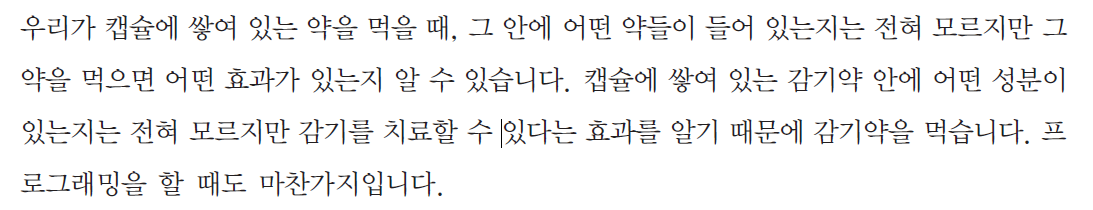 우리가 캡슐에 쌓여 있는 약을 먹을 때, 그 안에 어떤 약들이 들어 있는지는 전혀 모르지만 그
약을 먹으면 어떤 효과가 있는지 알 수 있습니다. 캡슐에 쌓여 있는 감기약 안에 어떤 성분이
있는지는 전혀 모르지만 감기를 치료할 수 있다는 효과를 알기 때문에 감기약을 먹습니다. 프
로그래밍을 할 때도 마찬가지입니다.